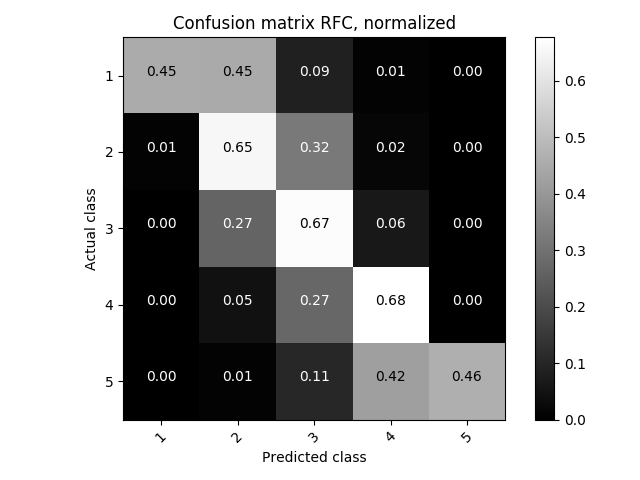 Confusion matrix RFC, normalized
1 0.45 0.45 0.09 0.01 0.00
2 0.01 0.65 0.32 0.02 0.00
3 0.00 0.27 0.67 0.06 0.00
4 0.00 0.05 0.27 0.68 0.00
5 0.00 0.01 0.11 0.42 0.46
1 2 3 4 5
Predicted class
Actual class
0.6
0.5
0.4
0.3
0.2
0.1
0.0